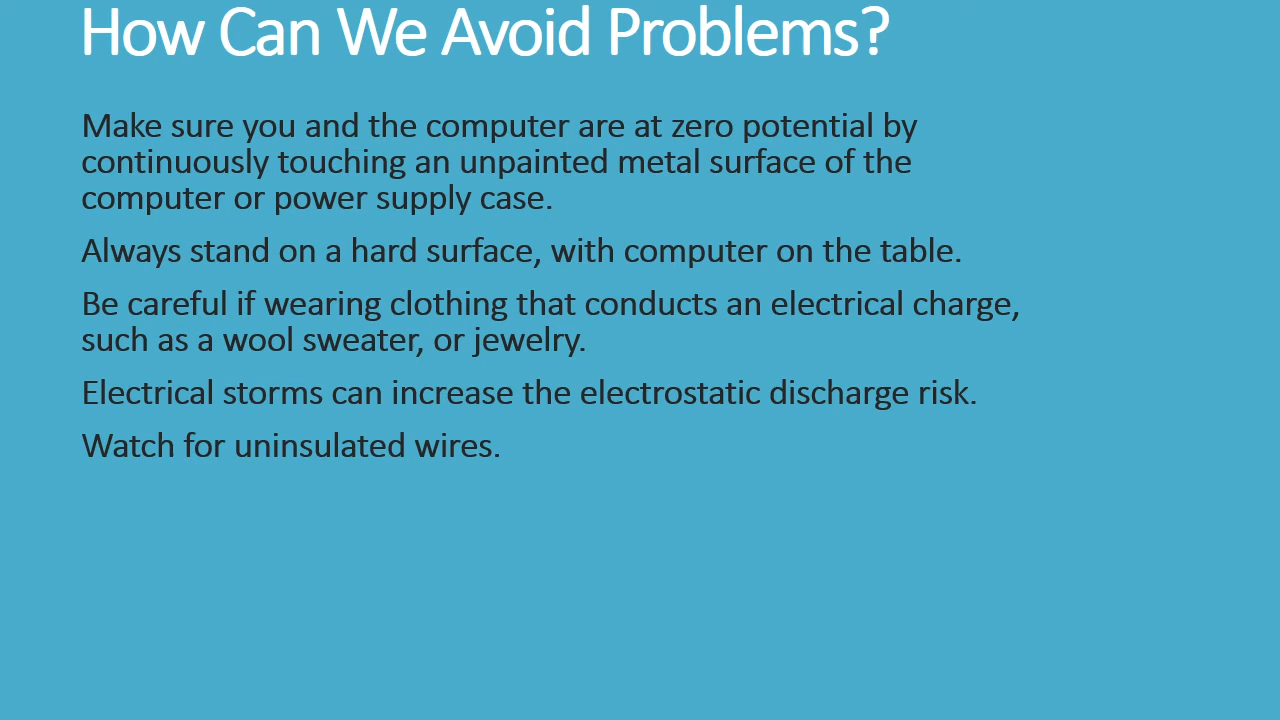 How Can We Avoid Problems?
Make sure you and the computer are at zero potential by
continuously touching an unpainted metal surface of the
computer or power supply case.
Always stand on a hard surface, with computer on the table.
Be careful if wearing clothing that conducts an electrical charge,
such as a wool sweater, or jewelry.
Electrical storms can increase the electrostatic discharge risk.
Watch for uninsulated wires.